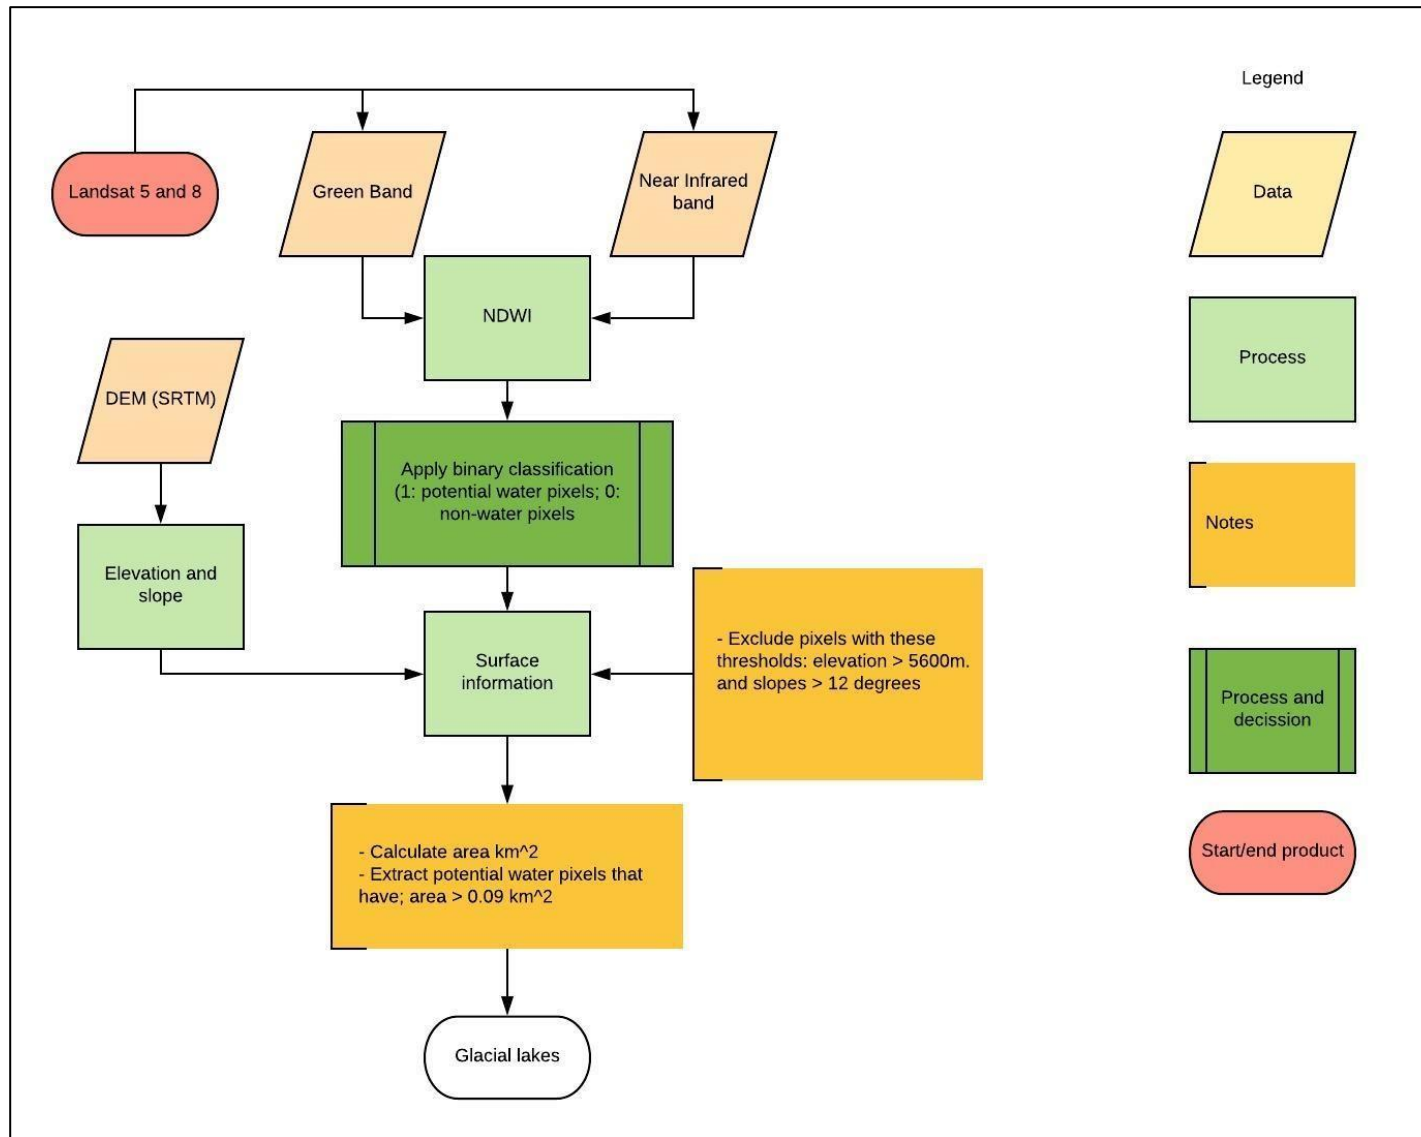 Legend
Landsat 5 and 8
Green Band
Near Infrared
band
Data
NDWI
Process
DEM (SRTM)
Apply binary classification
(1: potential water pixels; 0:
non-water pixels
Notes
Elevation and
slope
- Exclude pixels with these
thresholds: elevation > 5600m.
and slopes > 12 degrees
Surface
information
Process and
decission
- Calculate area km^2
- Extract potential water pixels that
have; area > 0.09 km^2
Start/end product
Glacial lakes